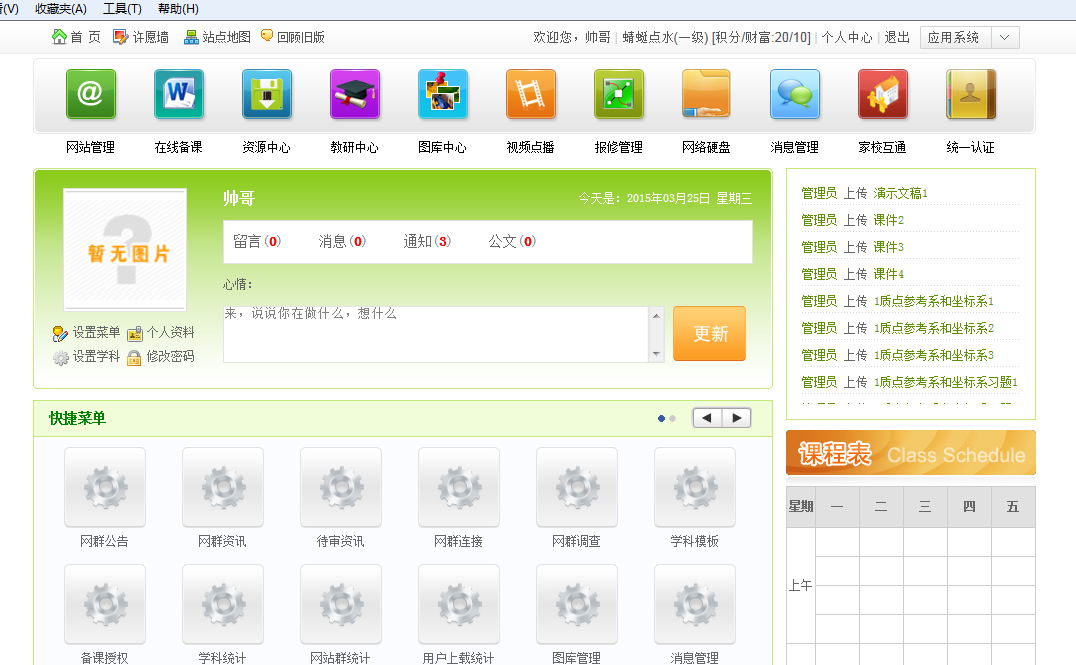 (V) 收藏夹(A) 工具(T) 帮助(H)
首 页 许愿墙 站点地图 回顾旧版 欢迎您，帅哥 | 蜻蜓点水(一级) [积分/财富:20/10] | 个人中心 | 退出 应用系统
网站管理 在线备课 资源中心 教研中心 图库中心 视频点播 报修管理 网络硬盘 消息管理 家校互通 统一认证
帅哥 今天是：2015年03月25日 星期三
暂无图片
留言(0) 消息(0) 通知(3) 公文(0)
心情：
来，说说你在做什么，想什么
更新
设置菜单 个人资料
设置学科 修改密码
管理员 上传 演示文稿1
管理员 上传 课件2
管理员 上传 课件3
管理员 上传 课件4
管理员 上传 1质点参考系和坐标系1
管理员 上传 1质点参考系和坐标系2
管理员 上传 1质点参考系和坐标系3
管理员 上传 1质点参考系和坐标系习题1
快捷菜单
网群公告 网群资讯 待审资讯 网群连接 网群调查 学科模板
备课授权 学科统计 网站群统计 用户上载统计 图库管理 消息管理
课程表 Class Schedule
星期 一 二 三 四 五
上午